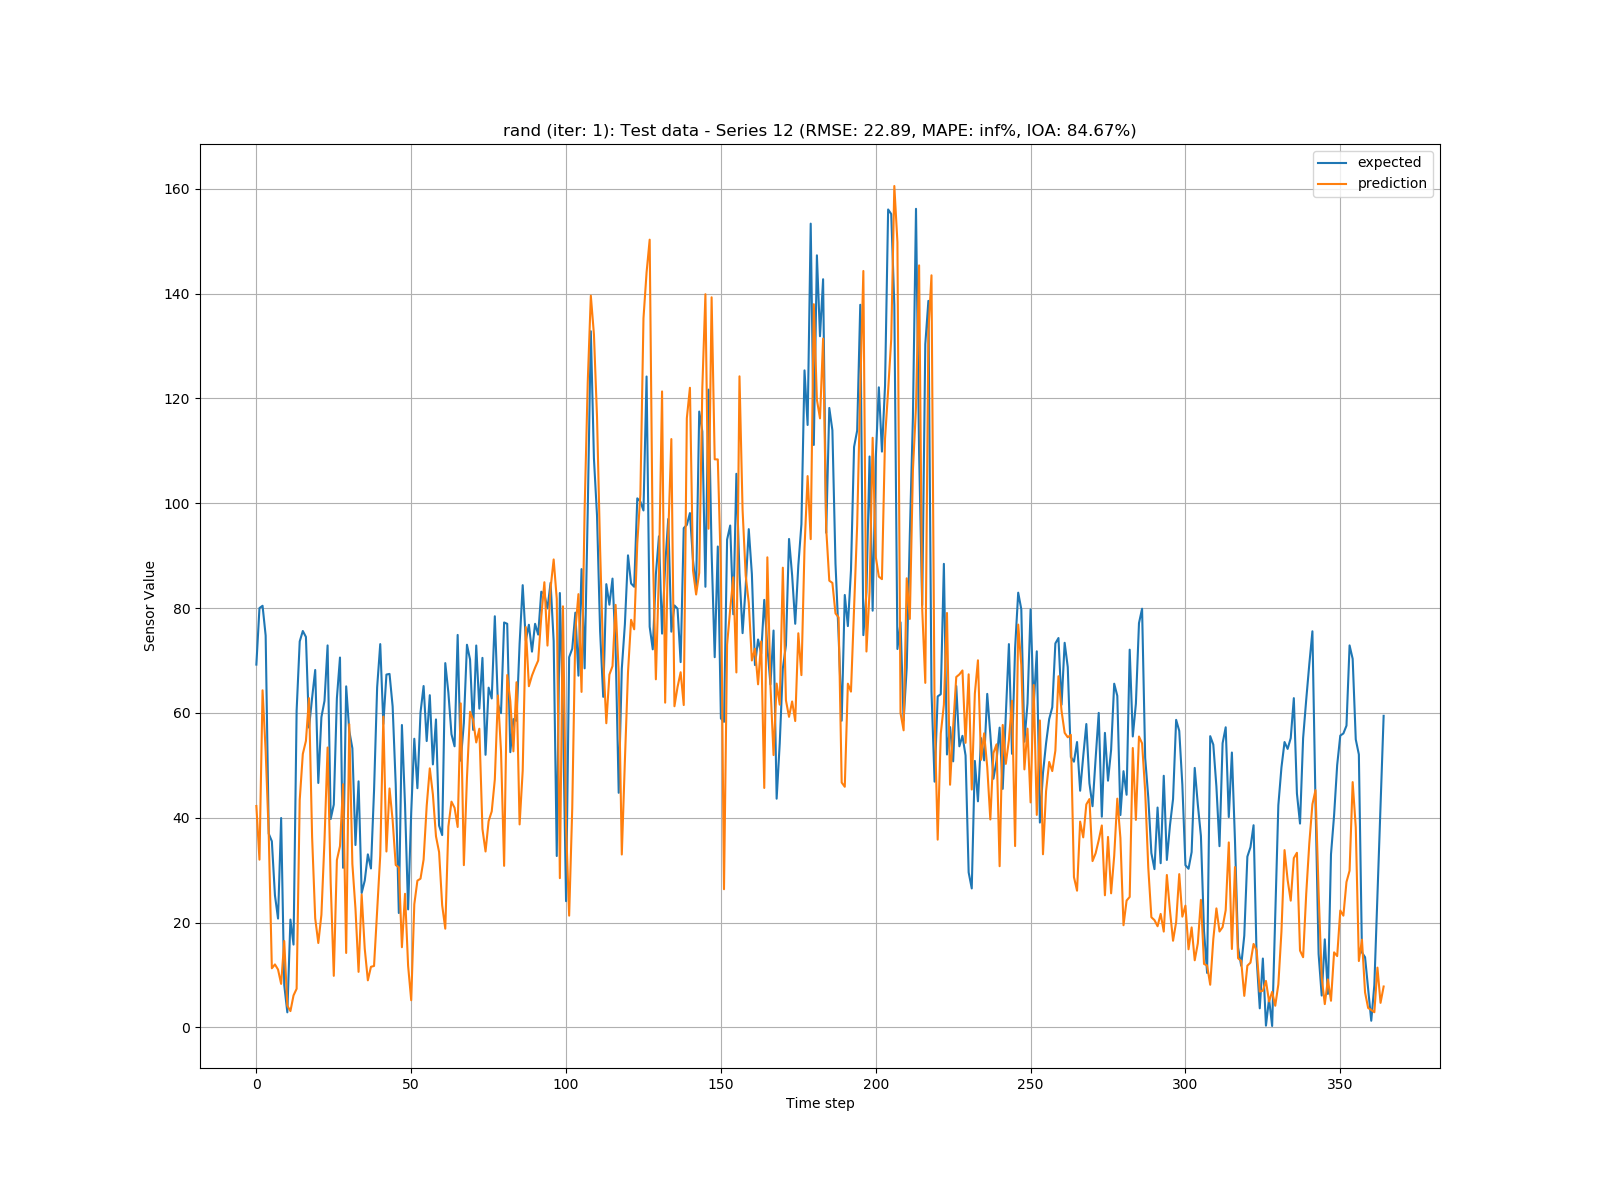 rand (iter: 1): Test data - Series 12 (RMSE: 22.89, MAPE: inf%, IOA: 84.67%)
expected
prediction
160
140
120
100
80
60
40
20
0
Sensor Value
0 50 100 150 200 250 300 350
Time step